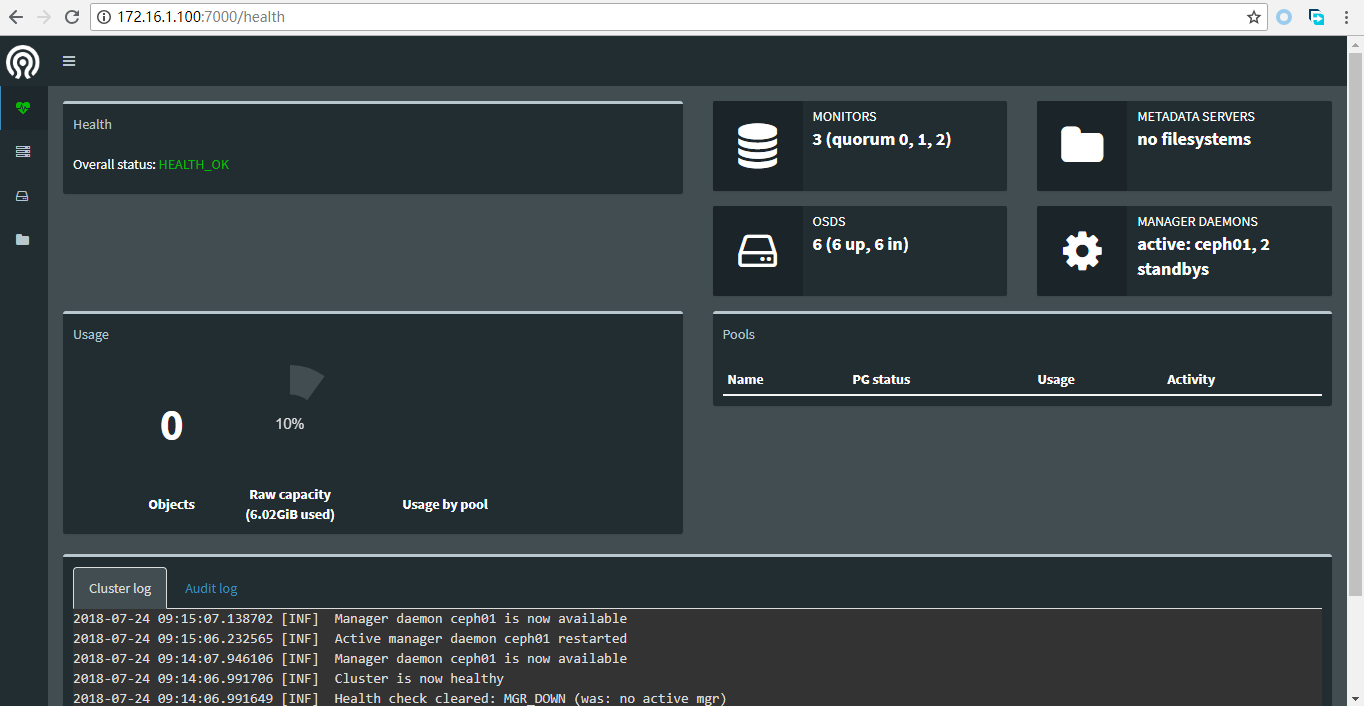 172.16.1.100:7000/health
Health
Overall status: HEALTH_OK
MONITORS
3 (quorum 0, 1, 2)
METADATA SERVERS
no filesystems
OSDS
6 (6 up, 6 in)
MANAGER DAEMONS
active: ceph01, 2
standbys
Usage
0
10%
Objects
Raw capacity
(6.02GiB used)
Usage by pool
Pools
Name PG status Usage Activity
Cluster log Audit log
2018-07-24 09:15:07.138702 [INF] Manager daemon ceph01 is now available
2018-07-24 09:15:06.232565 [INF] Active manager daemon ceph01 restarted
2018-07-24 09:14:07.946106 [INF] Manager daemon ceph01 is now available
2018-07-24 09:14:06.991706 [INF] Cluster is now healthy
2018-07-24 09:14:06.991649 [INF] Health check cleared: MGR_DOWN (was: no active mgr)